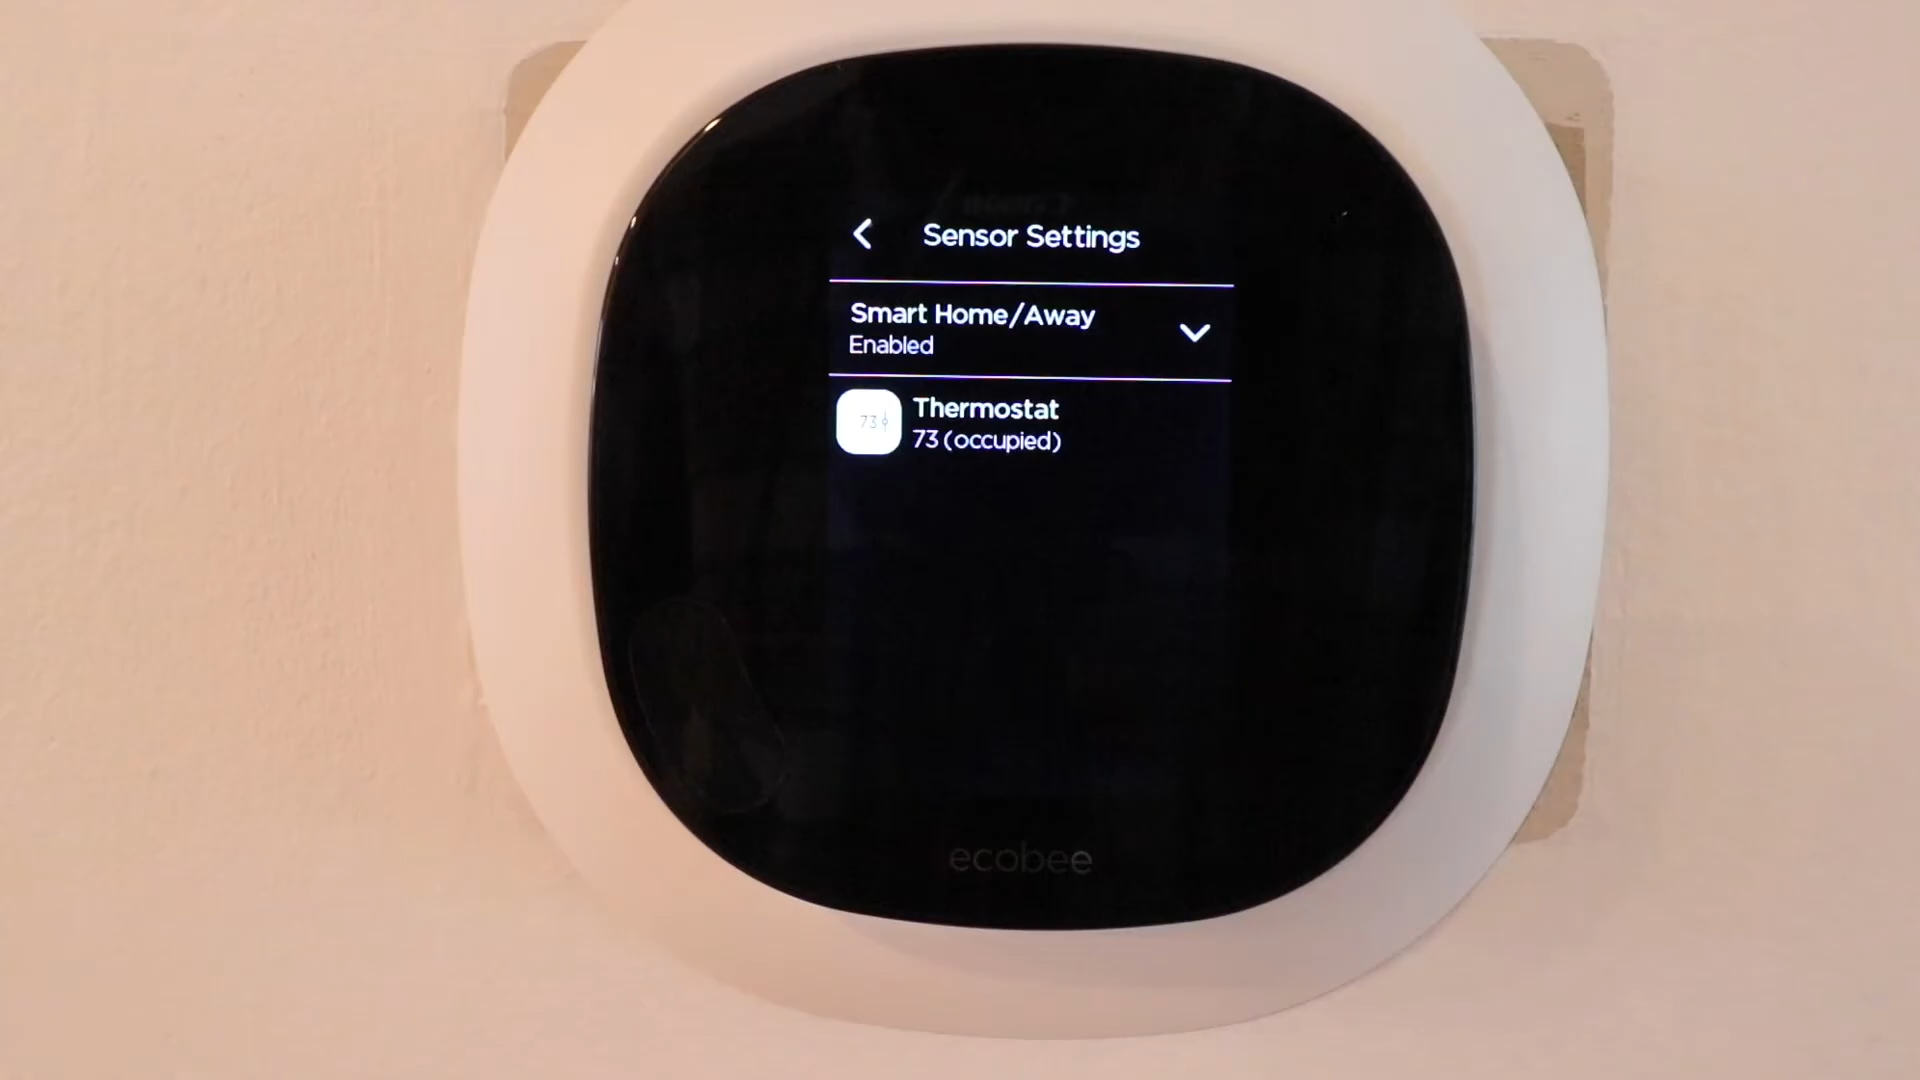 Sensor Settings
Smart Home/Away
Enabled
Thermostat
73
73 (occupied)
ecobee